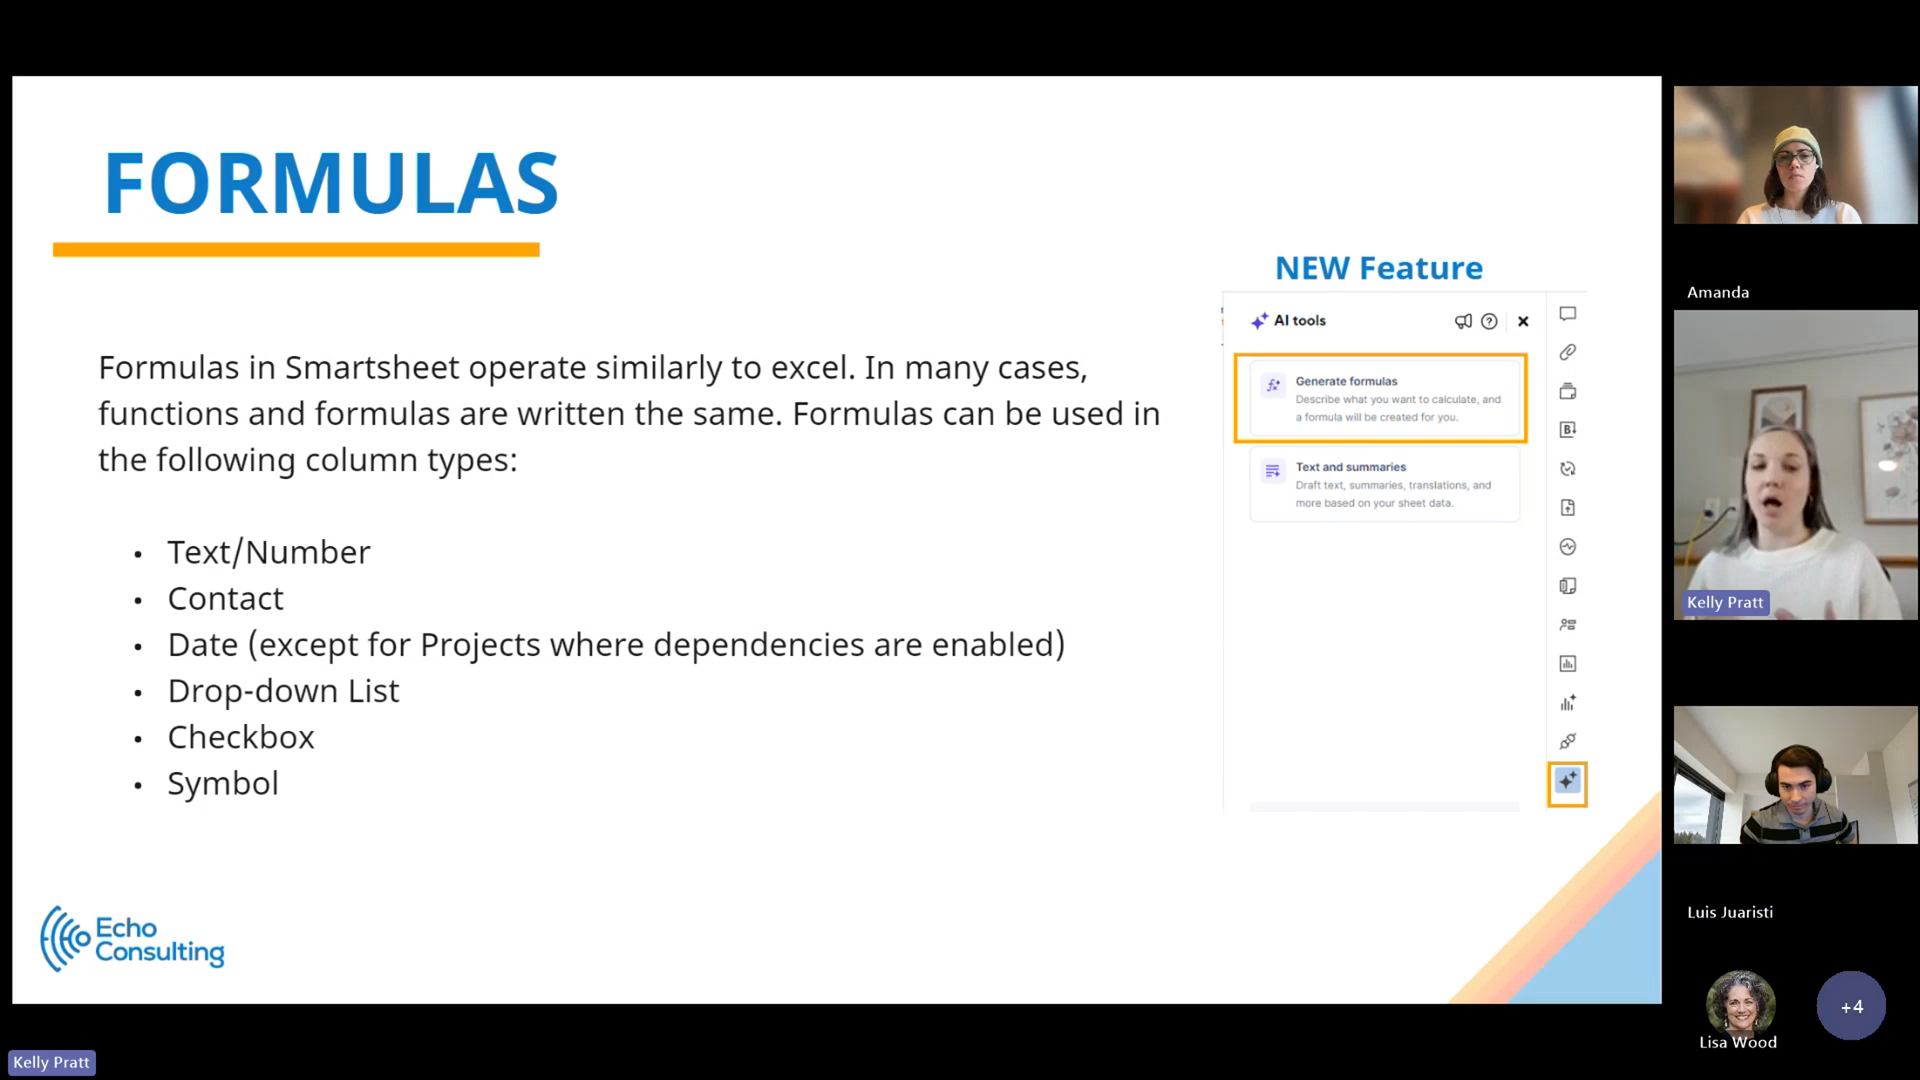 FORMULAS
Formulas in Smartsheet operate similarly to excel. In many cases,
functions and formulas are written the same. Formulas can be used in
the following column types:
• Text/Number
• Contact
• Date (except for Projects where dependencies are enabled)
• Drop-down List
• Checkbox
• Symbol
NEW Feature
AI tools
Generate formulas
Describe what you want to calculate, and
a formula will be created for you.
Text and summaries
Draft text, summaries, translations, and
more based on your sheet data.
Echo
Consulting
Amanda
Kelly Pratt
Luis Juaristi
+4
Lisa Wood
Kelly Pratt